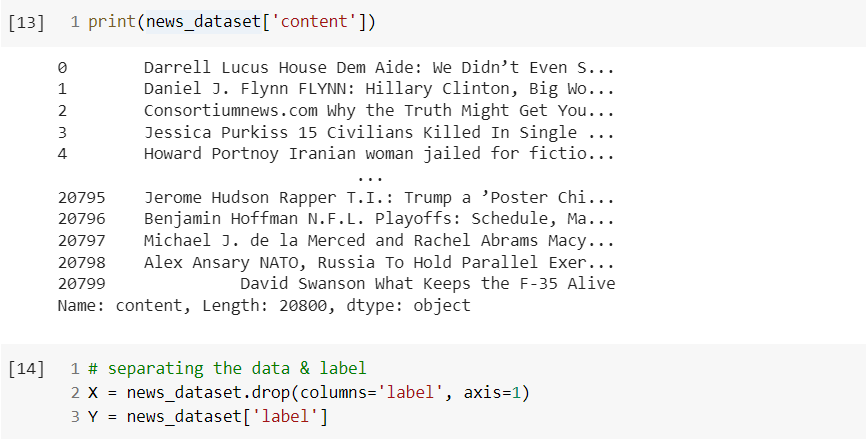 [13] 1 print(news_dataset['content'])
0 Darrell Lucus House Dem Aide: We Didn’t Even S...
1 Daniel J. Flynn FLYNN: Hillary Clinton, Big Wo...
2 Consortiumnews.com Why the Truth Might Get You...
3 Jessica Purkiss 15 Civilians Killed In Single ...
4 Howard Portnoy Iranian woman jailed for fictio...
...
20795 Jerome Hudson Rapper T.I.: Trump a ’Poster Chi...
20796 Benjamin Hoffman N.F.L. Playoffs: Schedule, Ma...
20797 Michael J. de la Merced and Rachel Abrams Macy...
20798 Alex Ansary NATO, Russia To Hold Parallel Exer...
20799 David Swanson What Keeps the F-35 Alive
Name: content, Length: 20800, dtype: object
[14] 1 # separating the data & label
2 X = news_dataset.drop(columns='label', axis=1)
3 Y = news_dataset['label']